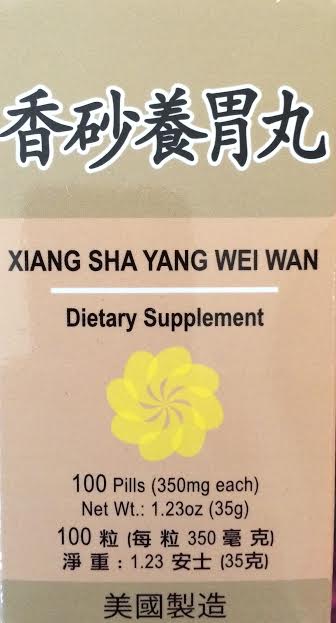 香砂養胃丸
XIANG SHA YANG WEI WAN
Dietary Supplement
100 Pills (350mg each)
Net Wt.: 1.23oz (35g)
100 粒 (每 粒 350 毫 克)
淨 重 : 1.23 安士 (35克)
美國製造